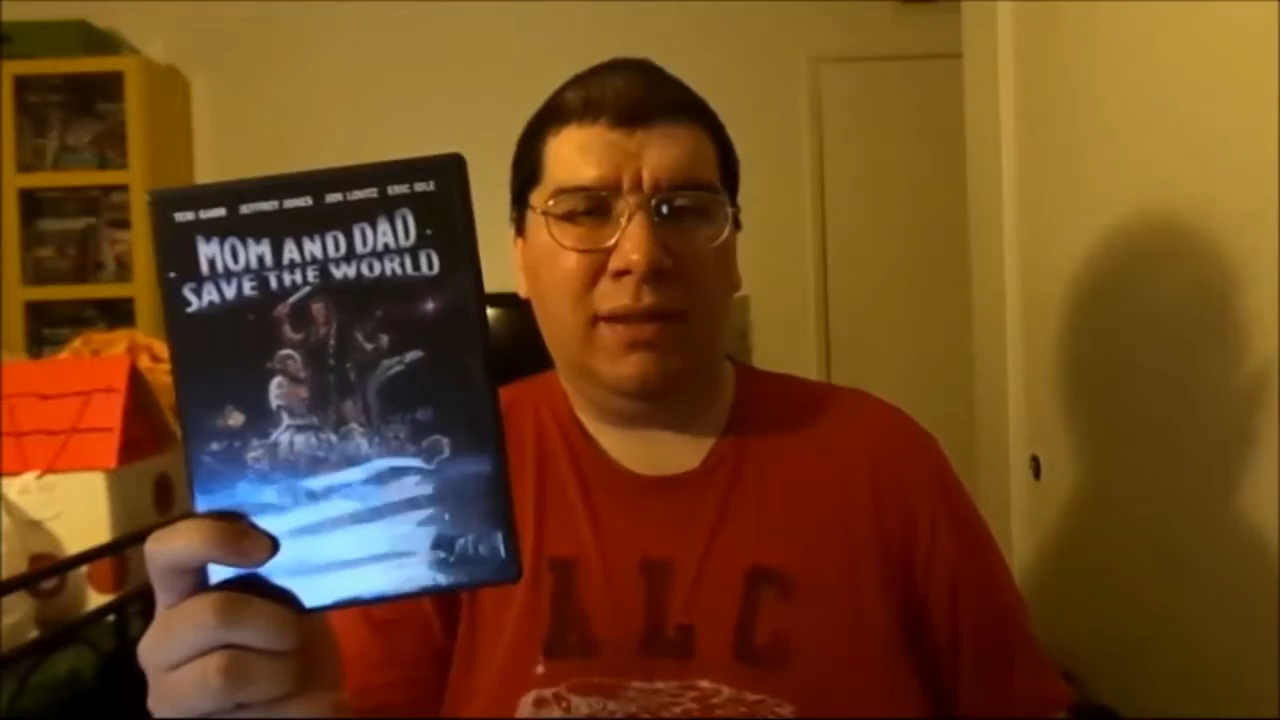 TERI GARR JEFFREY JONES JON LOVITZ ERIC IDLE
MOM AND DAD
SAVE THE WORLD
ALC